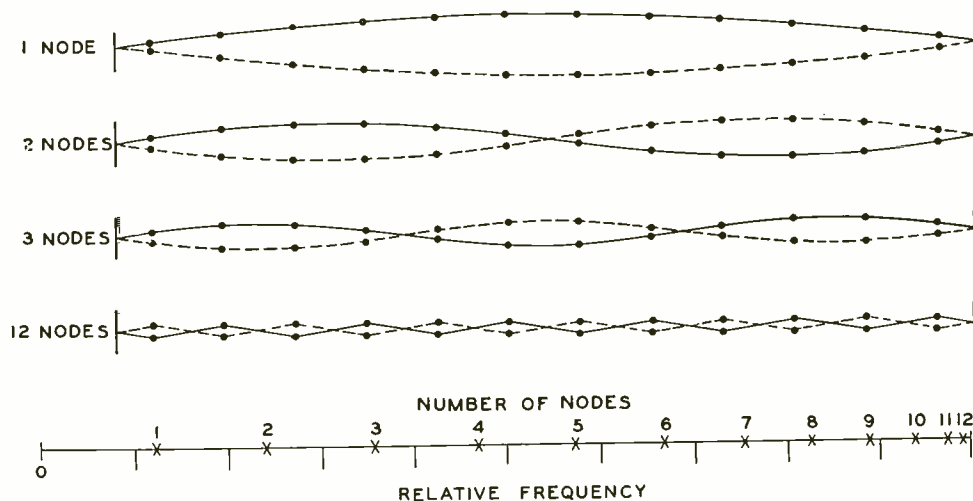 1 NODE
2 NODES
3 NODES
12 NODES
NUMBER OF NODES
1 2 3 4 5 6 7 8 9 10 11 12
0
RELATIVE FREQUENCY